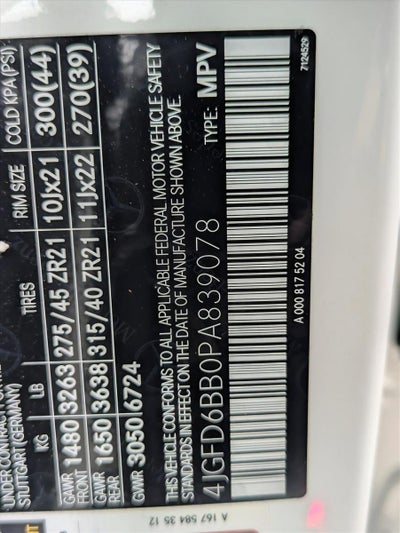 UNDER CONTRA
STUTTGART (GERMANY)
KG LB TIRES RIM SIZE COLD KPA(PSI)
GAWR FRONT 1480 3263 275/45 ZR21 10Jx21 300(44)
GAWR REAR 1650 3638 315/40 ZR21 11Jx22 270(39)
GVWR 3050 6724
THIS VEHICLE CONFORMS TO ALL APPLICABLE FEDERAL MOTOR VEHICLE SAFETY
STANDARDS IN EFFECT ON THE DATE OF MANUFACTURE SHOWN ABOVE.
4JGFD6BB0PA839078 TYPE: MPV
A 000 817 52 04 7124529
A 167 584 35 12